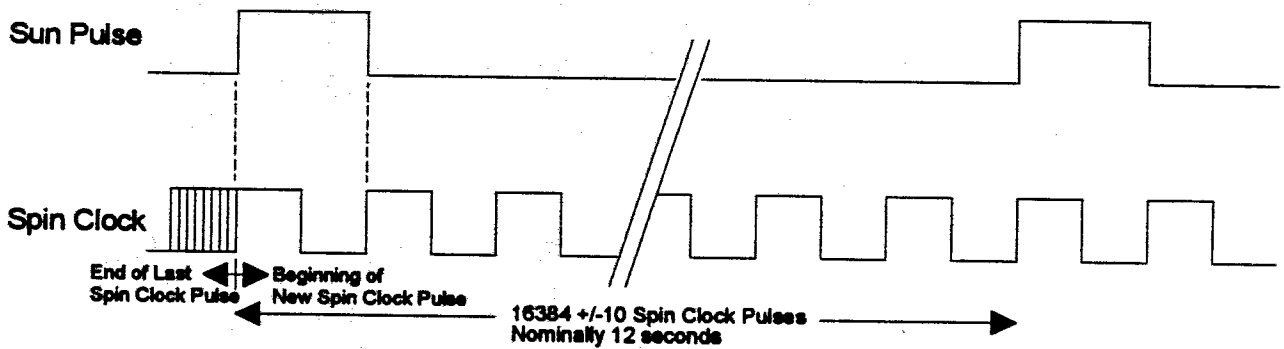 Sun Pulse
Spin Clock
End of Last
Spin Clock Pulse
Beginning of
New Spin Clock Pulse
16384 +/-10 Spin Clock Pulses
Nominally 12 seconds